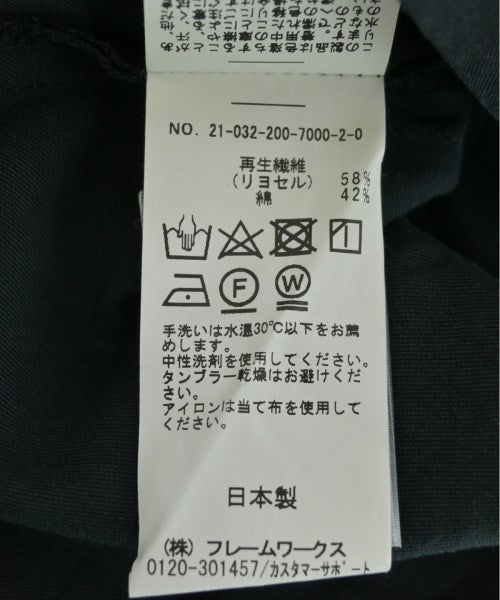 NO. 21-032-200-7000-2-0
再生繊維
（リヨセル） 58%
綿 42%
F W
手洗いは水温30℃以下をお薦
めします。
中性洗剤を使用してください。
タンブラー乾燥はお避けくだ
さい。
アイロンは当て布を使用して
ください。
日本製
（株）フレームワークス
0120-301457/カスタマーサポート